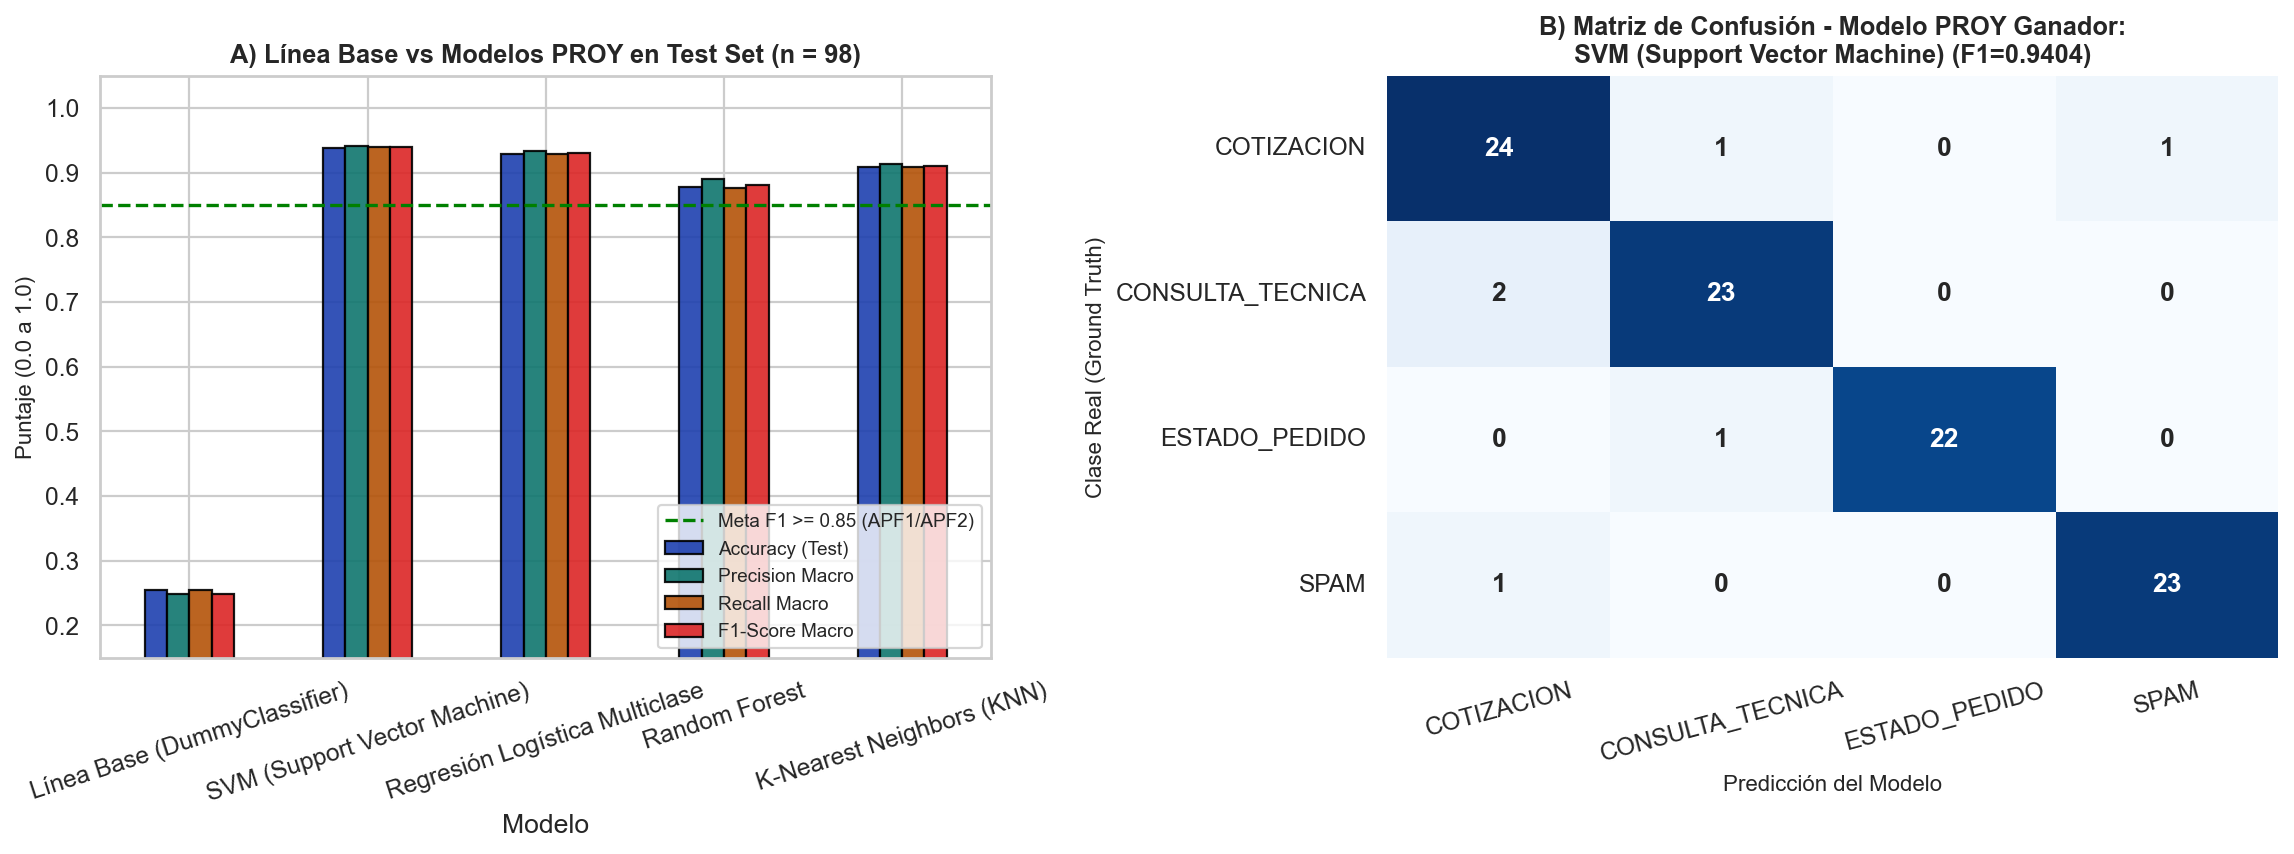 A) Línea Base vs Modelos PROY en Test Set (n = 98)
Puntaje (0.0 a 1.0)
1.0
0.9
0.8
0.7
0.6
0.5
0.4
0.3
0.2
Meta F1 >= 0.85 (APF1/APF2)
Accuracy (Test)
Precision Macro
Recall Macro
F1-Score Macro
Línea Base (DummyClassifier)
SVM (Support Vector Machine)
Regresión Logística Multiclase
Random Forest
K-Nearest Neighbors (KNN)
Modelo
B) Matriz de Confusión - Modelo PROY Ganador:
SVM (Support Vector Machine) (F1=0.9404)
Clase Real (Ground Truth)
COTIZACION 24 1 0 1
CONSULTA_TECNICA 2 23 0 0
ESTADO_PEDIDO 0 1 22 0
SPAM 1 0 0 23
COTIZACION
CONSULTA_TECNICA
ESTADO_PEDIDO
SPAM
Predicción del Modelo